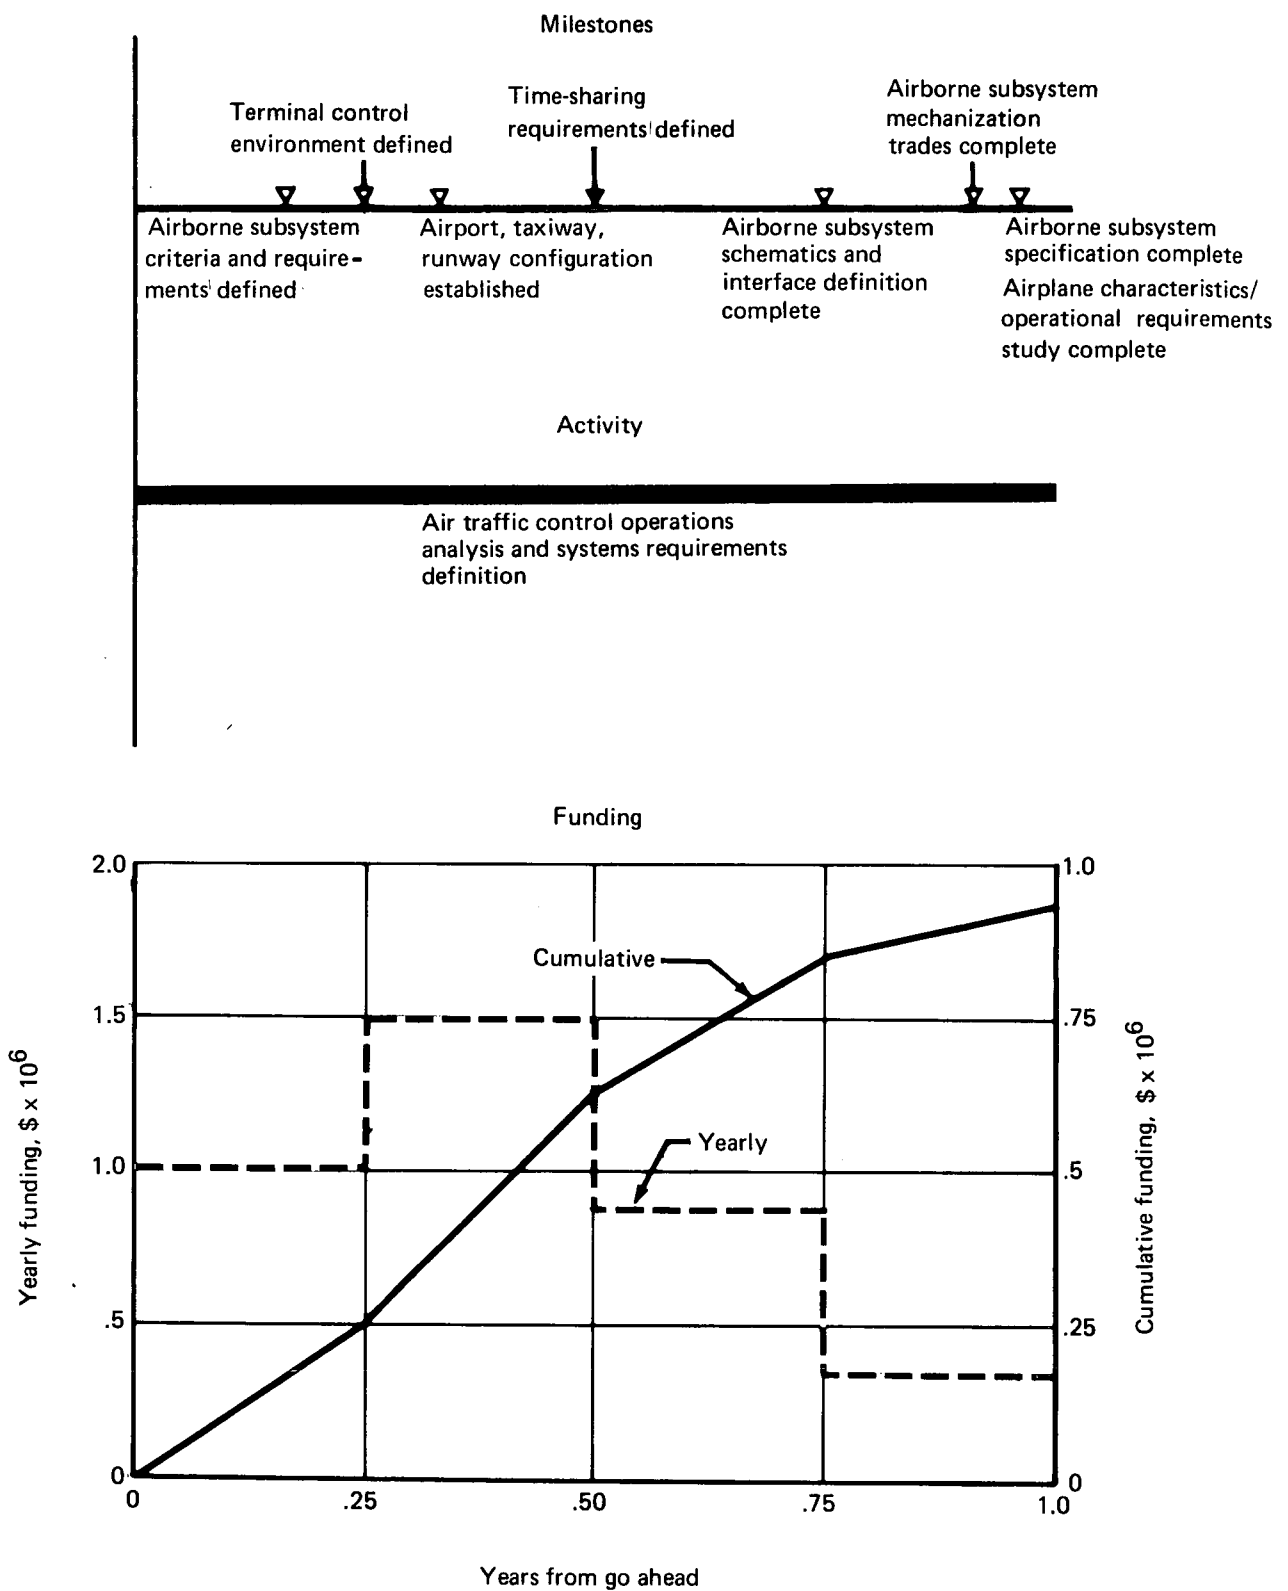 Milestones
Terminal control
environment defined
Time-sharing
requirements defined
Airborne subsystem
mechanization
trades complete
Airborne subsystem
criteria and require-
ments defined
Airport, taxiway,
runway configuration
established
Airborne subsystem
schematics and
interface definition
complete
Airborne subsystem
specification complete
Airplane characteristics/
operational requirements
study complete
Activity
Air traffic control operations
analysis and systems requirements
definition
Funding
2.0
1.5
1.0
.5
0
Yearly funding, $ x 10⁶
Cumulative
Yearly
1.0
.75
.5
.25
0
Cumulative funding, $ x 10⁶
0
.25
.50
.75
1.0
Years from go ahead